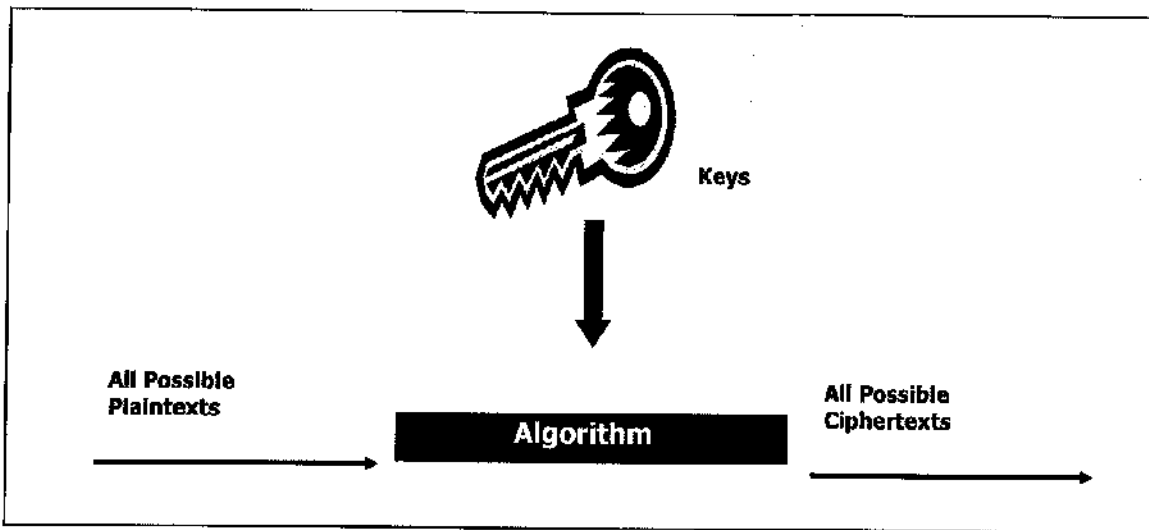 Keys
All Possible
Plaintexts
Algorithm
All Possible
Ciphertexts